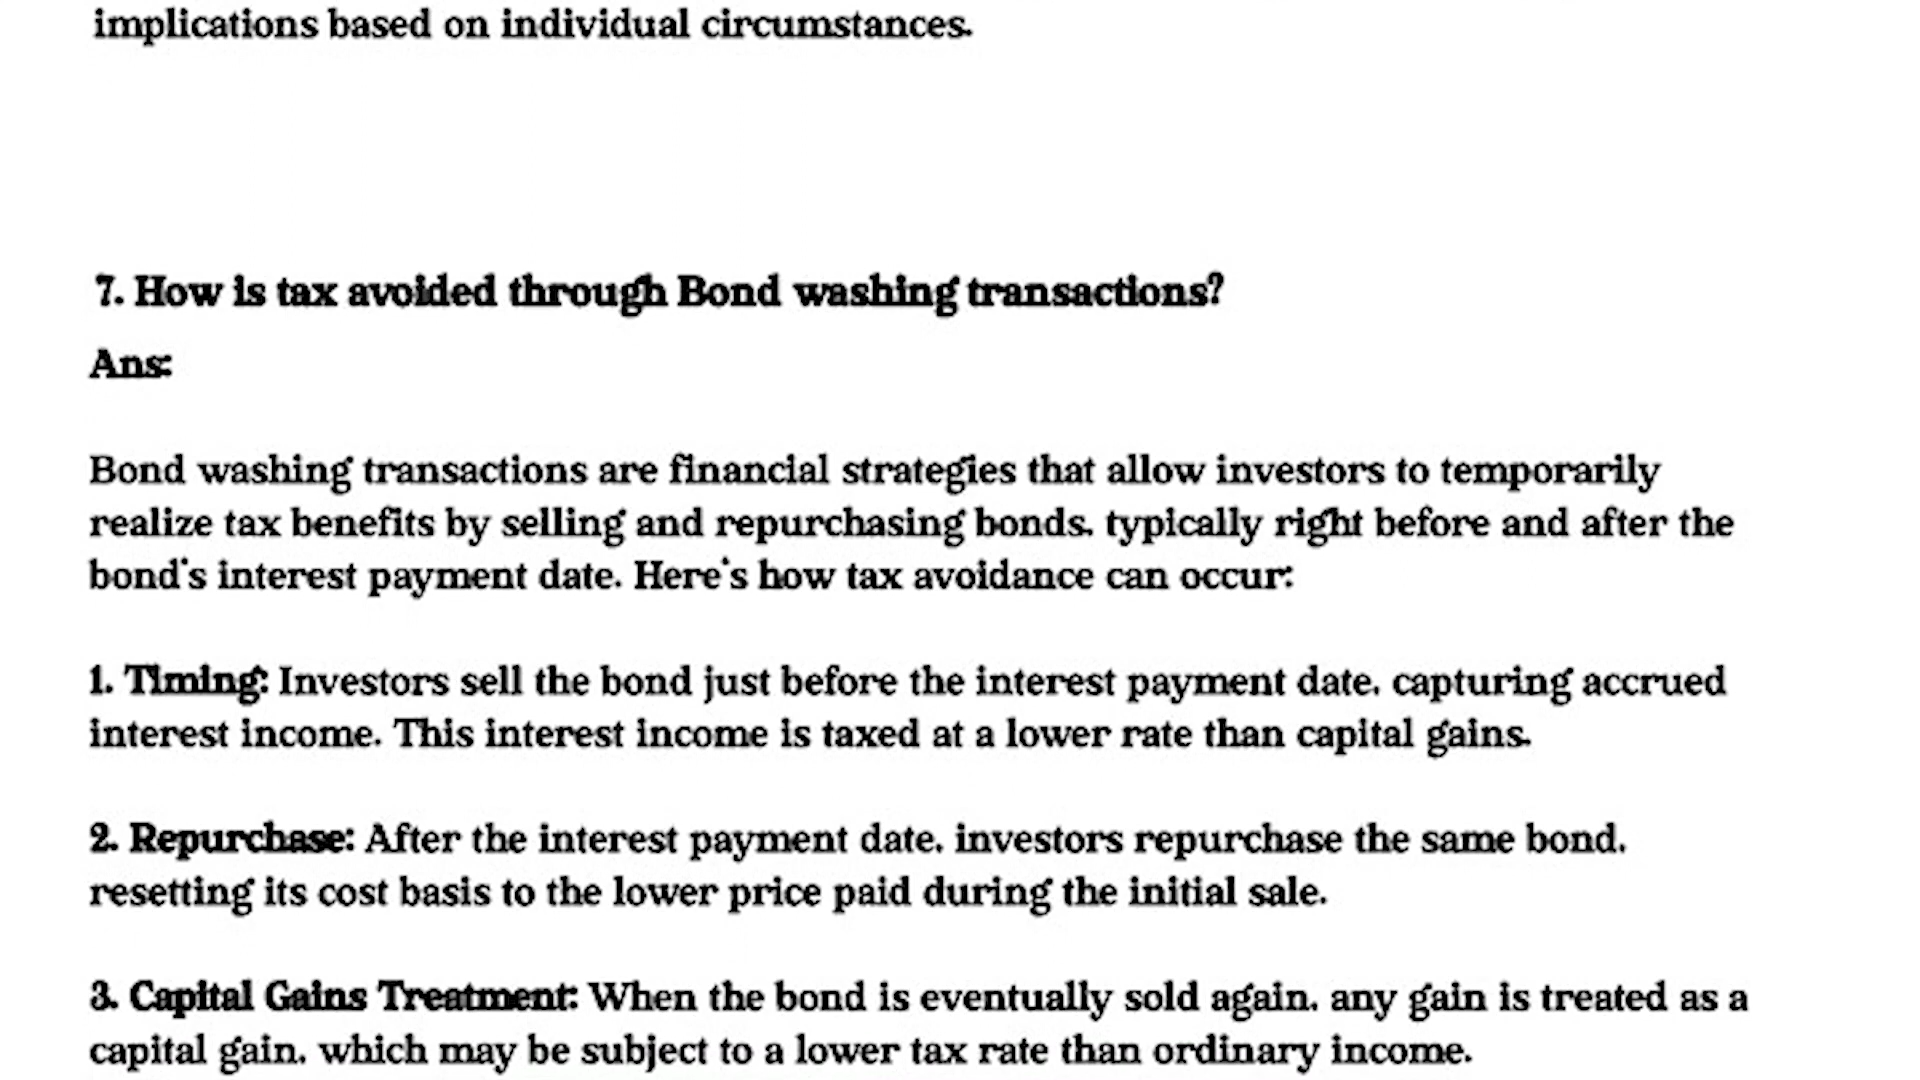 implications based on individual circumstances.
7. How is tax avoided through Bond washing transactions?
Ans:
Bond washing transactions are financial strategies that allow investors to temporarily
realize tax benefits by selling and repurchasing bonds, typically right before and after the
bond's interest payment date. Here's how tax avoidance can occur:
1. Timing: Investors sell the bond just before the interest payment date, capturing accrued
interest income. This interest income is taxed at a lower rate than capital gains.
2. Repurchase: After the interest payment date, investors repurchase the same bond,
resetting its cost basis to the lower price paid during the initial sale.
3. Capital Gains Treatment: When the bond is eventually sold again, any gain is treated as a
capital gain, which may be subject to a lower tax rate than ordinary income.